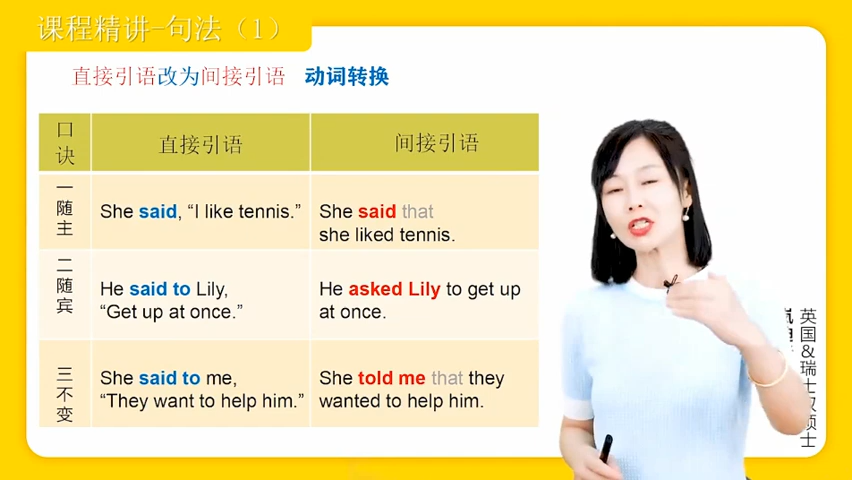 课程精讲-句法（1）
直接引语改为间接引语 动词转换
口诀
直接引语
间接引语
一随主
She said, “I like tennis.”
She said that
she liked tennis.
二随宾
He said to Lily,
“Get up at once.”
He asked Lily to get up
at once.
三不变
She said to me,
“They want to help him.”
She told me that they
wanted to help him.
英国&瑞士双硕士